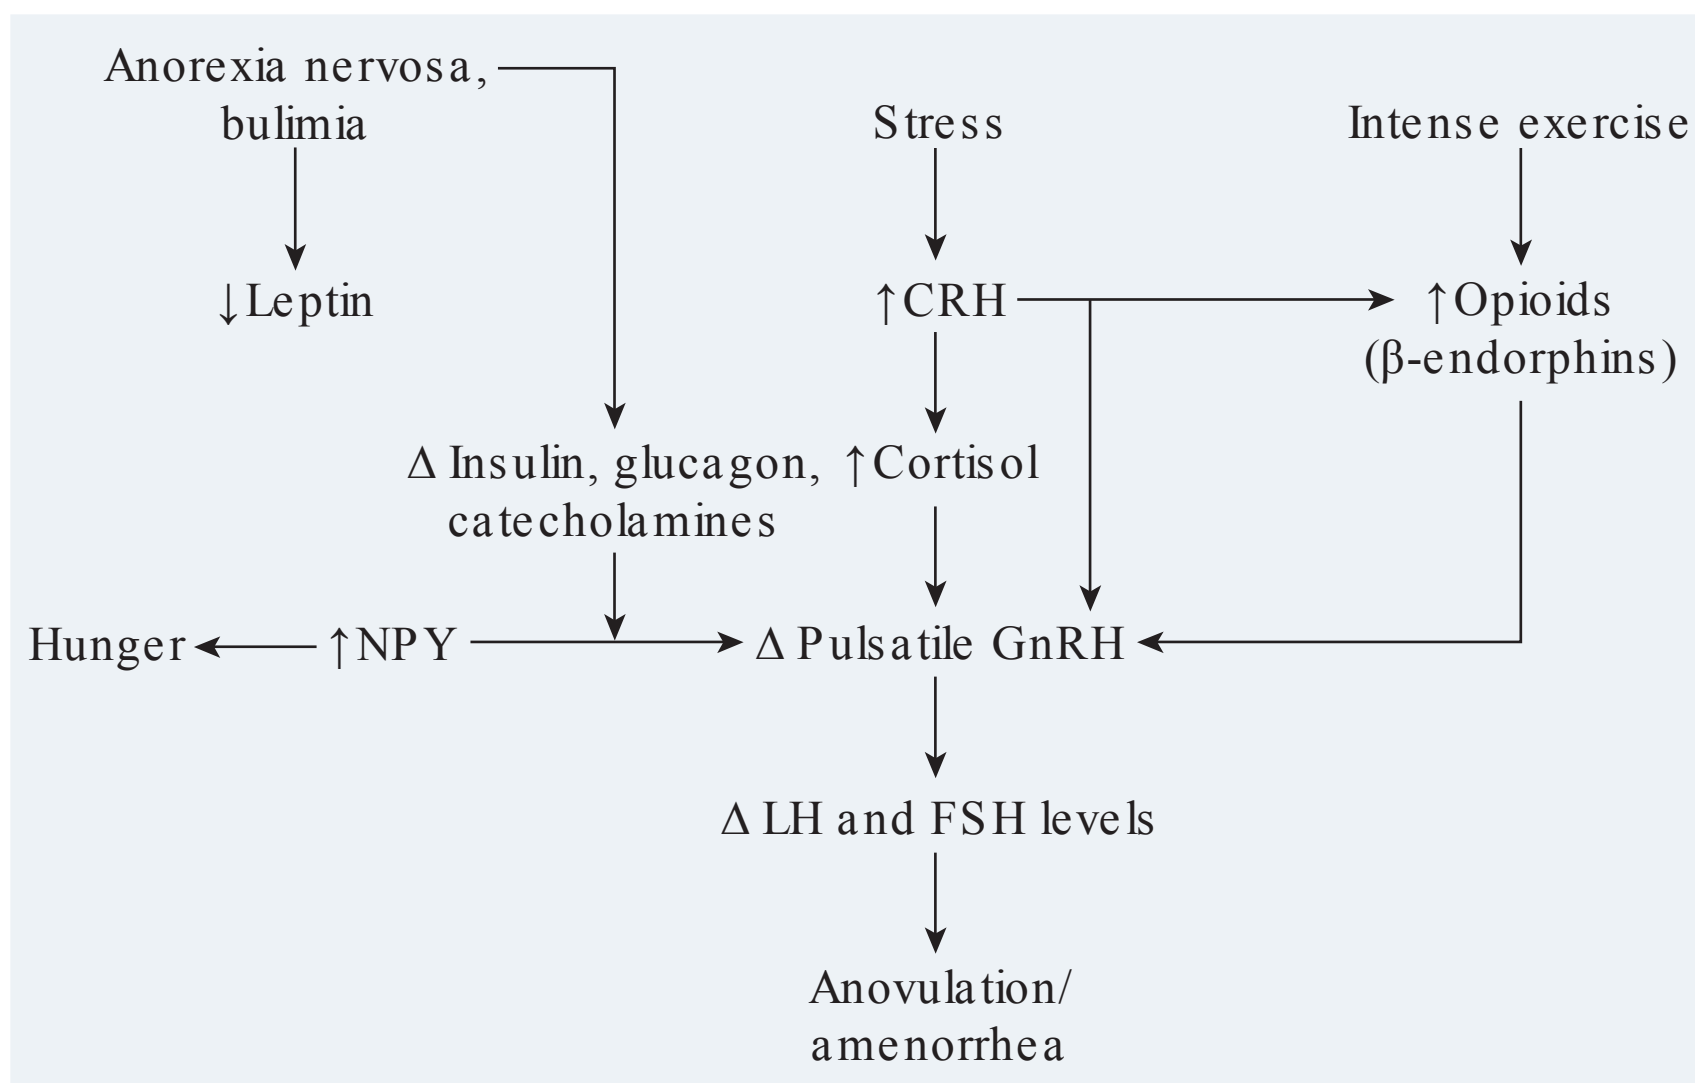 Anorexia nervosa,
bulimia
Stress
Intense exercise
↓Leptin
↑CRH
↑Opioids
(β-endorphins)
Δ Insulin, glucagon,
catecholamines
↑Cortisol
Hunger
↑NPY
Δ Pulsatile GnRH
Δ LH and FSH levels
Anovulation/
amenorrhea